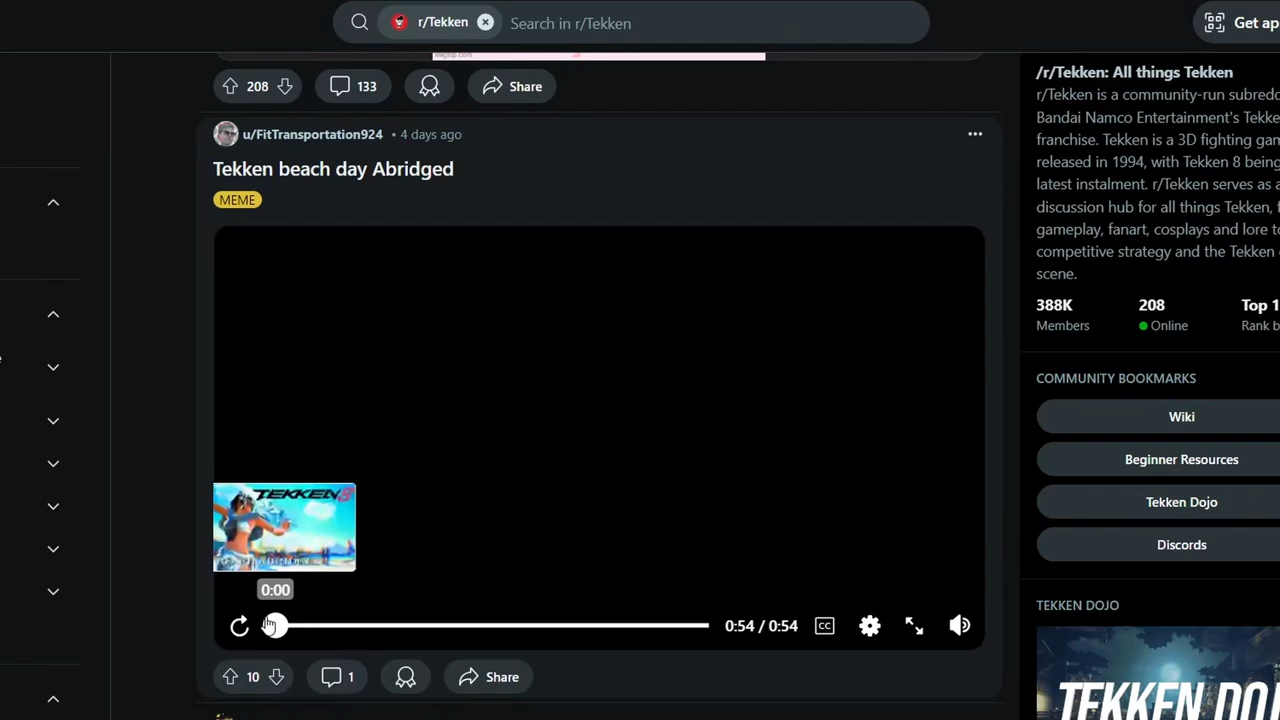 r/Tekken
Search in r/Tekken
Get ap
208
133
Share
u/FitTransportation924 • 4 days ago
Tekken beach day Abridged
MEME
TEKKEN 8
0:00
0:54 / 0:54
CC
10
1
Share
/r/Tekken: All things Tekken
r/Tekken is a community-run subredd
Bandai Namco Entertainment's Tekke
franchise. Tekken is a 3D fighting gam
released in 1994, with Tekken 8 being
latest instalment. r/Tekken serves as a
discussion hub for all things Tekken, f
gameplay, fanart, cosplays and lore to
competitive strategy and the Tekken
scene.
388K
208
Top 1
Members
Online
Rank b
COMMUNITY BOOKMARKS
Wiki
Beginner Resources
Tekken Dojo
Discords
TEKKEN DOJO
TEKKEN DO